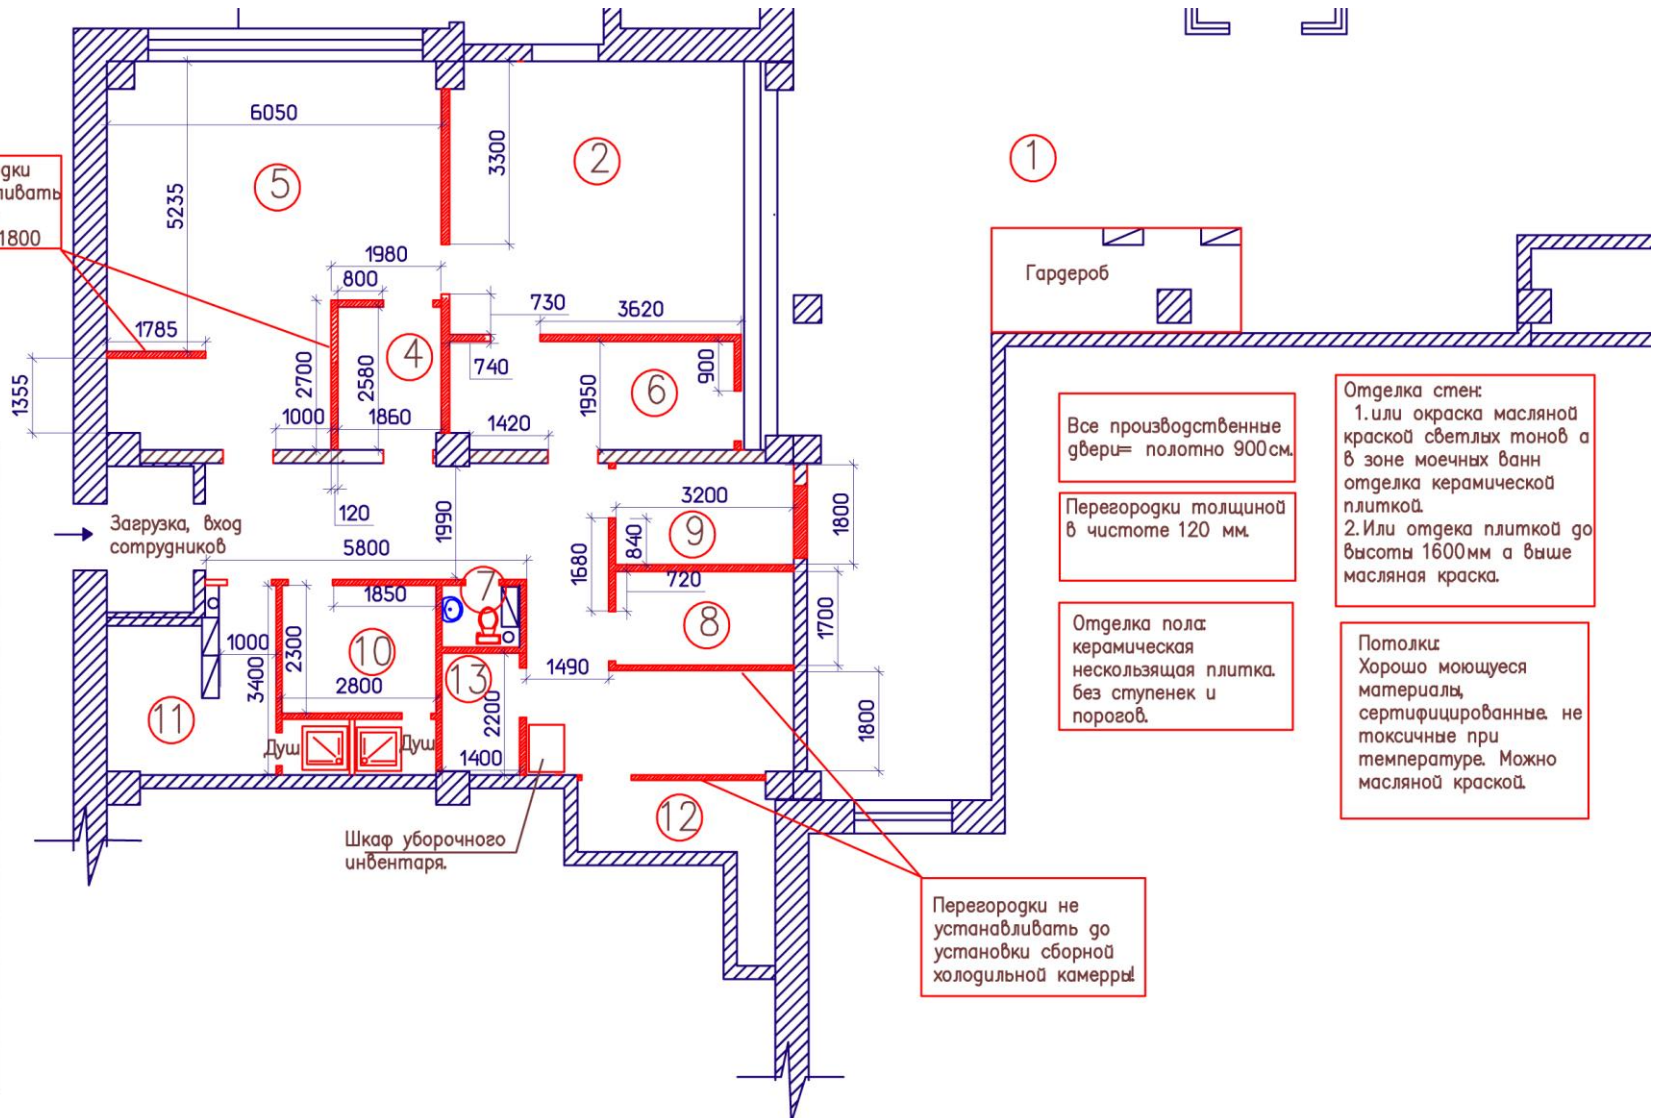 6050
3300
2
1
5
5235
дки
ливать
1800
1980
800
730
3620
Гардероб
1785
4
740
900
2700
2580
1950
6
1355
1000
1860
1420
Все производственные
двери= полотно 900см.
Отделка стен:
1.или окраска масляной
краской светлых тонов а
в зоне моечных ванн
отделка керамической
плиткой.
2.Или отдека плиткой до
высоты 1600мм а выше
масляная краска.
Перегородки толщиной
в чистоте 120 мм.
3200
1800
Загрузка, вход
сотрудников
120
1990
9
840
5800
1680
720
1850
7
8
1700
Отделка пола:
керамическая
нескользящая плитка.
без ступенек и
порогов.
Потолки:
Хорошо моющуеся
материалы,
сертифицированные. не
токсичные при
температуре. Можно
масляной краской.
1000
2300
10
3400
2800
13
1490
2200
11
1800
Душ
Душ
1400
12
Шкаф уборочного
инвентаря.
Перегородки не
устанавливать до
установки сборной
холодильной камерры!